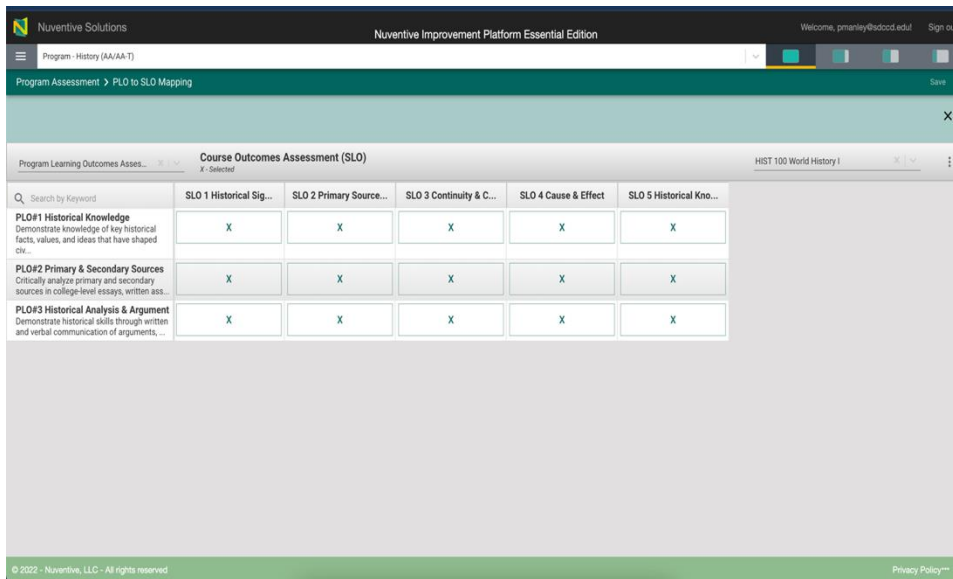 Nuventive Solutions
Nuventive Improvement Platform Essential Edition
Welcome, pmanley@sdccd.edu!
Sign ou
Program - History (AA/AA-T)
Program Assessment > PLO to SLO Mapping
Save
X
Program Learning Outcomes Asses...
X
Course Outcomes Assessment (SLO)
X - Selected
HIST 100 World History I
X
Search by Keyword
SLO 1 Historical Sig...
SLO 2 Primary Source...
SLO 3 Continuity & C...
SLO 4 Cause & Effect
SLO 5 Historical Kno...
PLO#1 Historical Knowledge
Demonstrate knowledge of key historical
facts, values, and ideas that have shaped
civ...
X X X X X
PLO#2 Primary & Secondary Sources
Critically analyze primary and secondary
sources in college-level essays, written ass...
X X X X X
PLO#3 Historical Analysis & Argument
Demonstrate historical skills through written
and verbal communication of arguments, ...
X X X X X
© 2022 - Nuventive, LLC - All rights reserved
Privacy Policy***